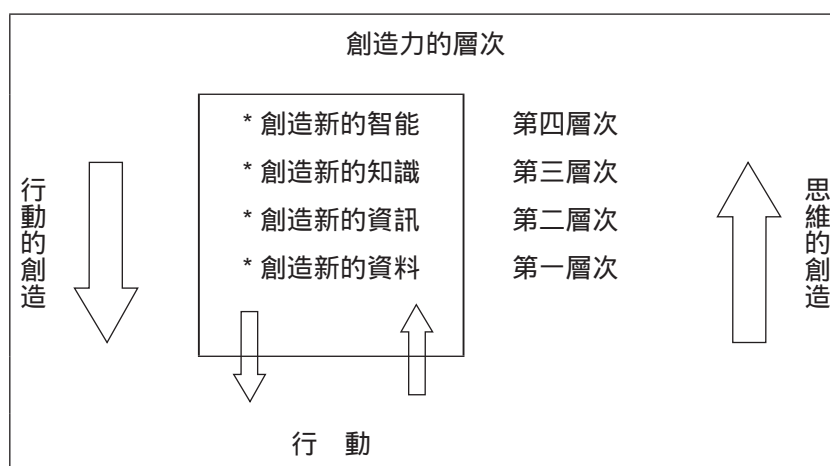 創造力的層次
* 創造新的智能 第四層次
* 創造新的知識 第三層次
* 創造新的資訊 第二層次
* 創造新的資料 第一層次
行動的創造
思維的創造
行 動